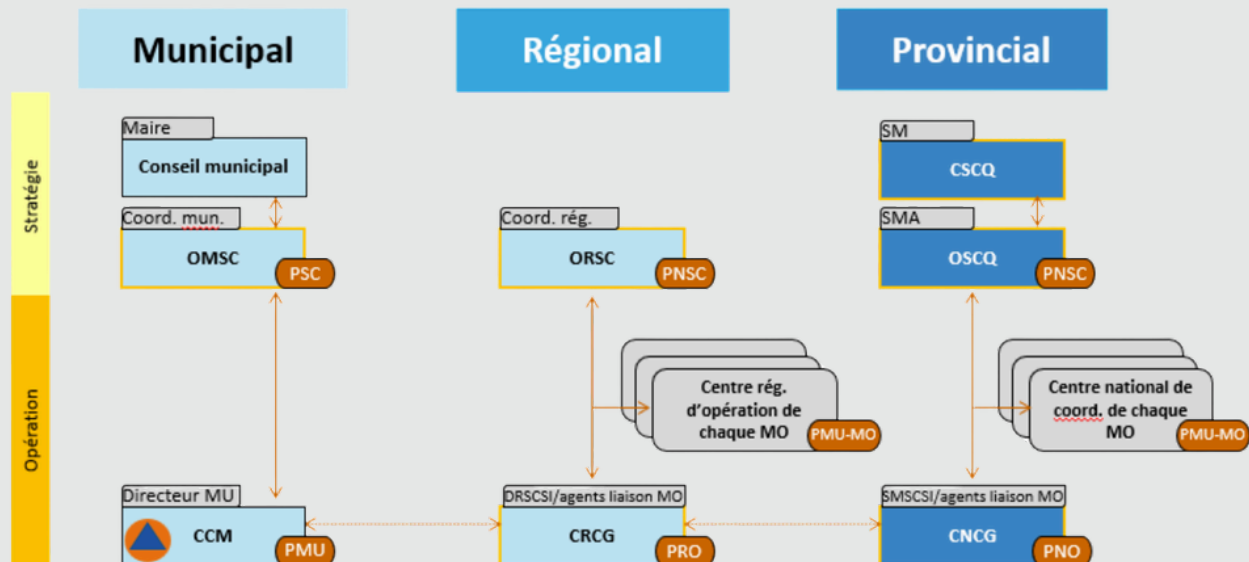 Municipal
Régional
Provincial
Stratégie
Maire
Conseil municipal
SM
CSCQ
Coord. mun.
OMSC
PSC
Coord. rég.
ORSC
PNSC
SMA
OSCQ
PNSC
Opération
Centre rég.
d'opération de
chaque MO
PMU-MO
Centre national de
coord. de chaque
MO
PMU-MO
Directeur MU
CCM
PMU
DRSCSI/agents liaison MO
CRCG
PRO
SMSCSI/agents liaison MO
CNCG
PNO